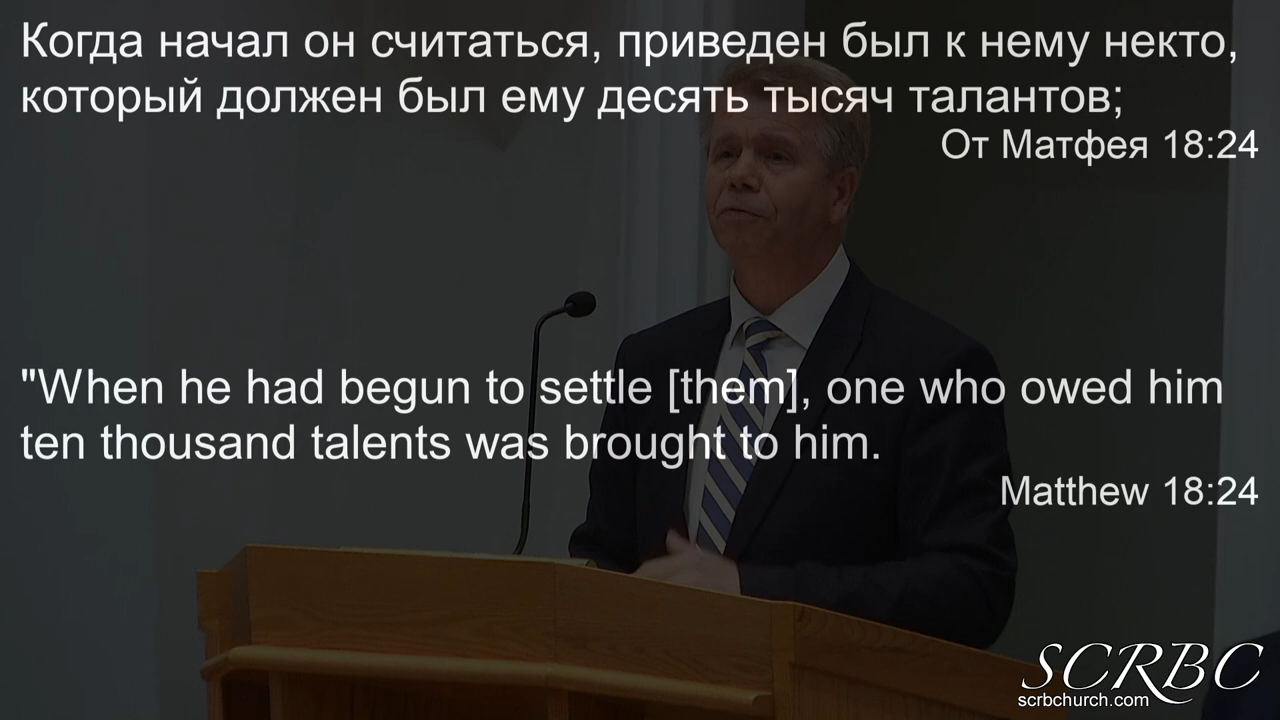 Когда начал он считаться, приведен был к нему некто,
который должен был ему десять тысяч талантов;
От Матфея 18:24
"When he had begun to settle [them], one who owed him
ten thousand talents was brought to him.
Matthew 18:24
SCRBC
scrbchurch.com